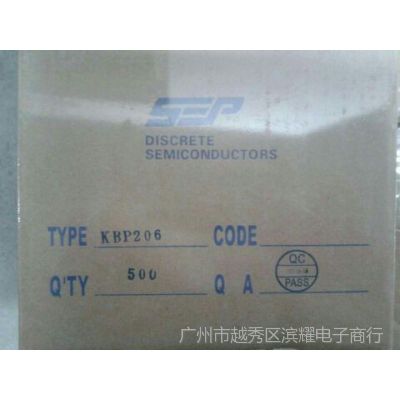 SEP
DISCRETE
SEMICONDUCTORS
TYPE KBP206 CODE
Q'TY 500 Q A
QC
PASS
广州市越秀区滨耀电子商行